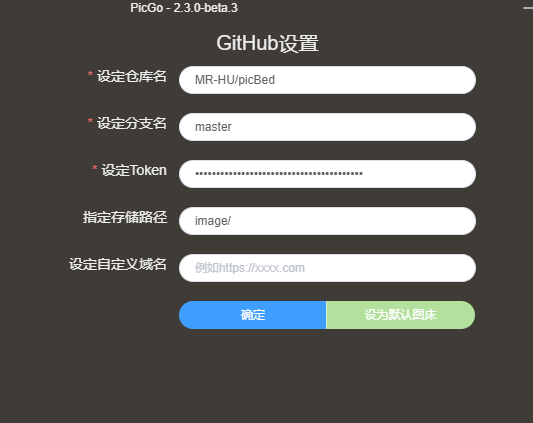 PicGo - 2.3.0-beta.3
GitHub设置
* 设定仓库名 MR-HU/picBed
* 设定分支名 master
* 设定Token ••••••••••••••••••••••••••••••••••••••••
指定存储路径 image/
设定自定义域名 例如https://xxxx.com
确定 设为默认图床